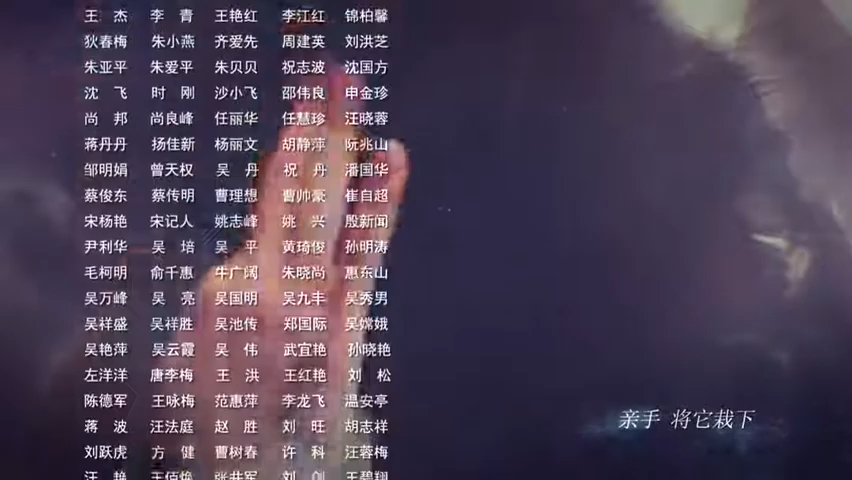 王 杰 李 青 王艳红 李江红 锦柏馨
狄春梅 朱小燕 齐爱先 周建英 刘洪芝
朱亚平 朱爱平 朱贝贝 祝志波 沈国方
沈 飞 时 刚 沙小飞 邵伟良 申金珍
尚 邦 尚良峰 任丽华 任慧珍 汪晓蓉
蒋丹丹 扬佳新 杨丽文 胡静萍 阮兆山
邹明娟 曾天权 吴 丹 祝 丹 潘国华
蔡俊东 蔡传明 曹理想 曹帅豪 崔自超
宋杨艳 宋记人 姚志峰 姚 兴 殷新闻
尹利华 吴 培 吴 平 黄琦俊 孙明涛
毛柯明 俞千惠 牛广阔 朱晓尚 惠东山
吴万峰 吴 亮 吴国明 吴九丰 吴秀男
吴祥盛 吴祥胜 吴池传 郑国际 吴嫦娥
吴艳萍 吴云霞 吴 伟 武宜艳 孙晓艳
左洋洋 唐李梅 王 洪 王红艳 刘 松
陈德军 王咏梅 范惠萍 李龙飞 温安亭
蒋 波 汪法庭 赵 胜 刘 旺 胡志祥
亲手 将它栽下
刘跃虎 方 健 曹树春 许 科 汪蓉梅